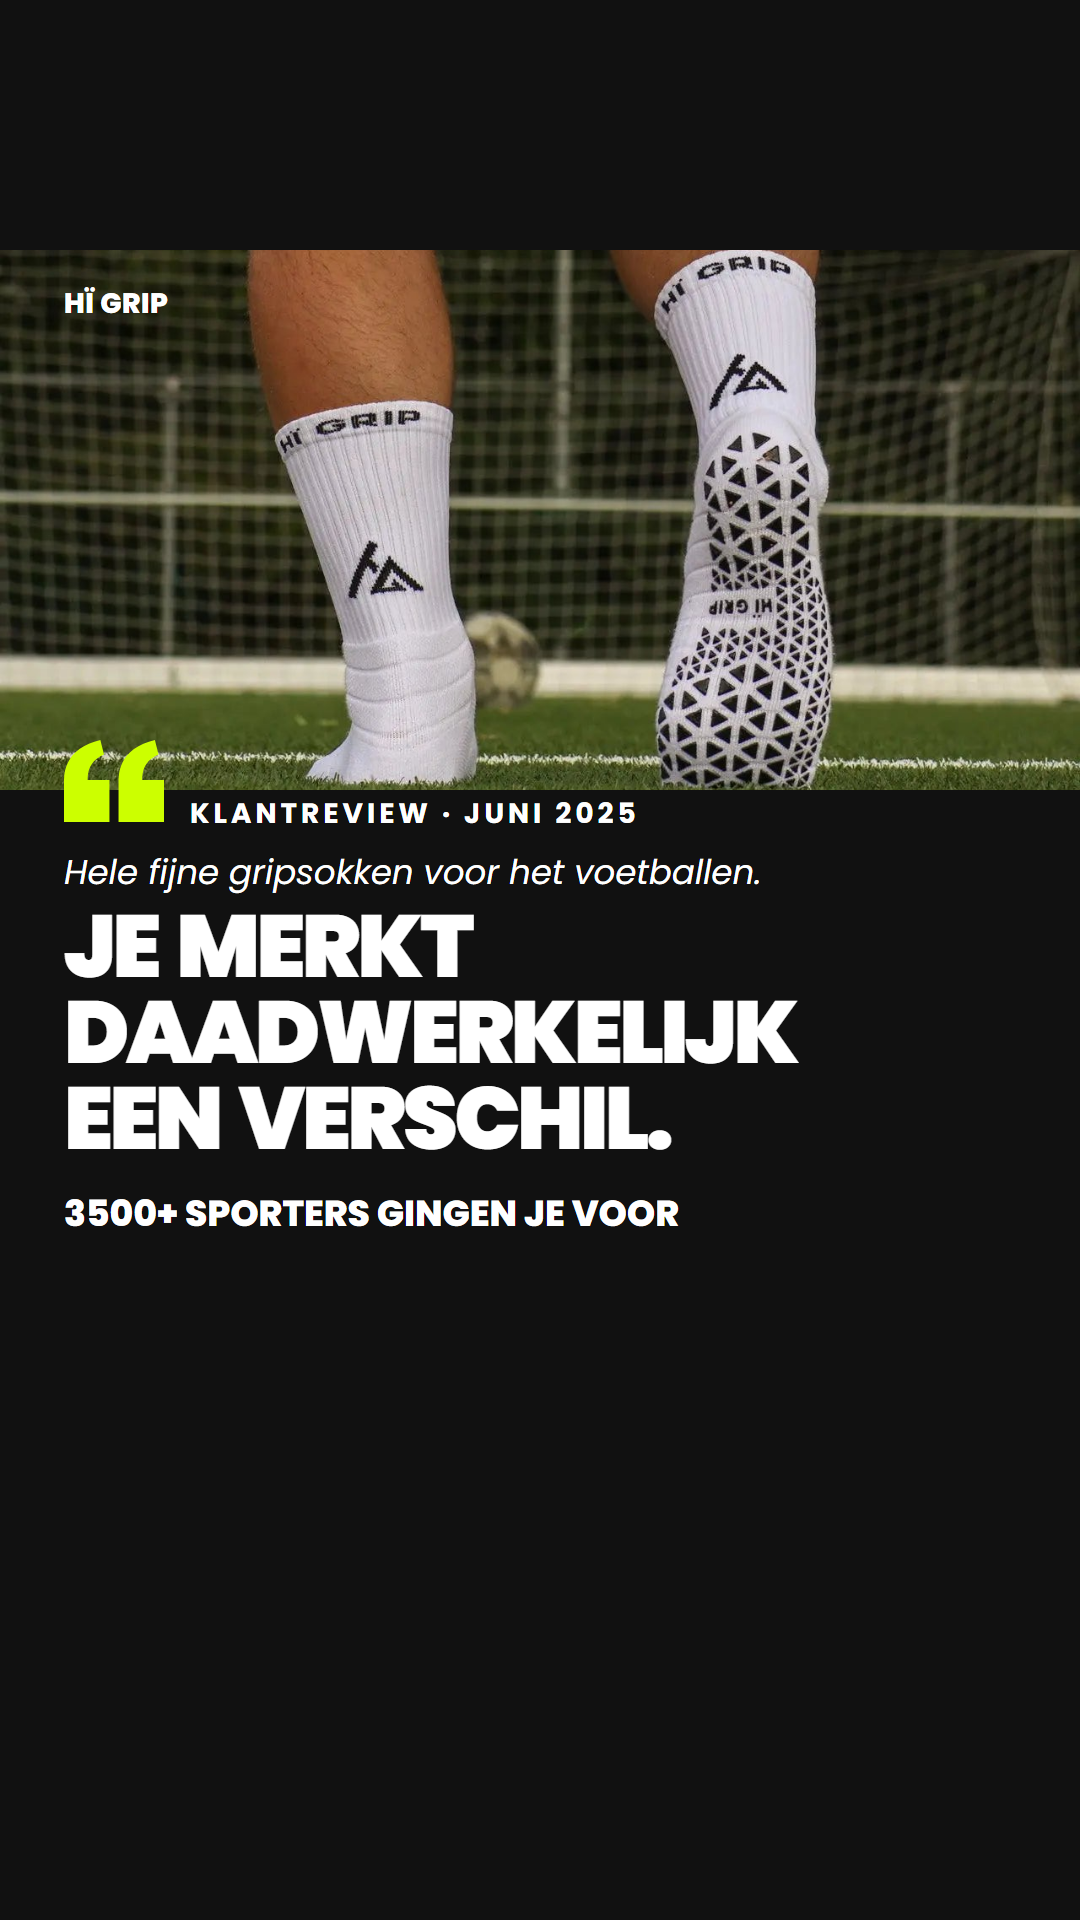 HÏ GRIP
HÏ GRIP
HÏ GRIP
HÏ GRIP
KLANTREVIEW · JUNI 2025
Hele fijne gripsokken voor het voetballen.
JE MERKT
DAADWERKELIJK
EEN VERSCHIL.
3500+ SPORTERS GINGEN JE VOOR